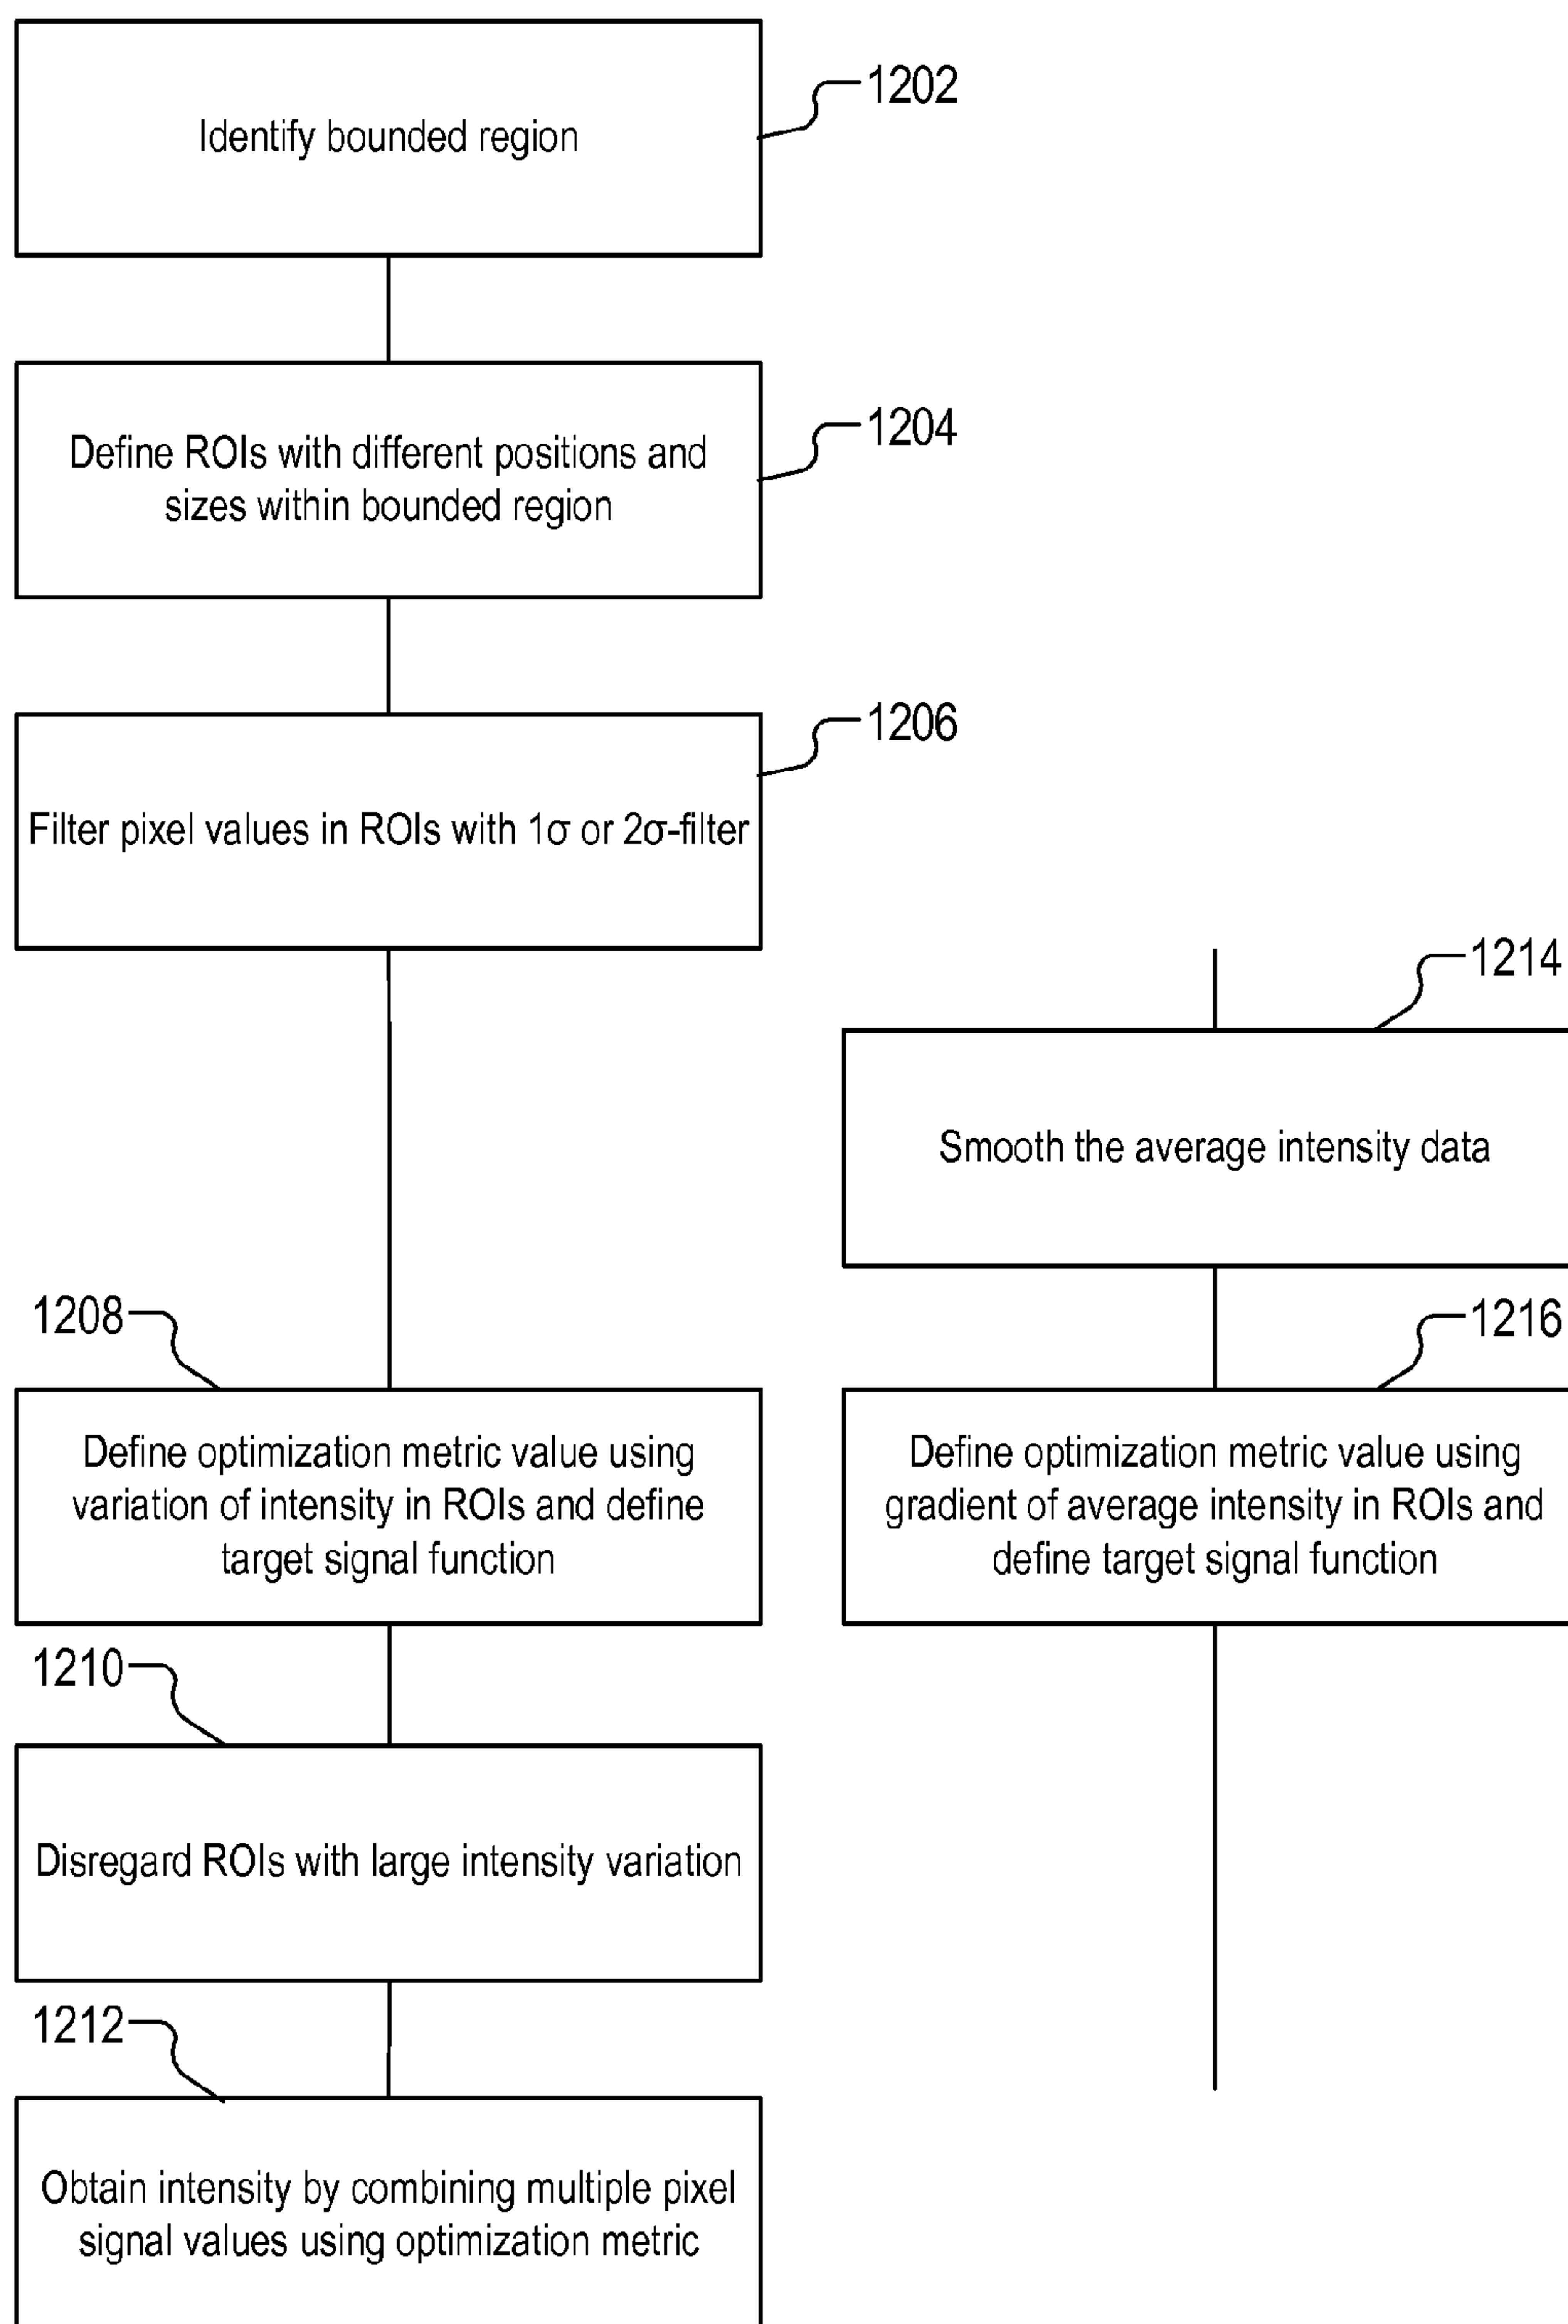 1202
Identify bounded region
1204
Define ROIs with different positions and
sizes within bounded region
1206
Filter pixel values in ROIs with 1σ or 2σ-filter
1214
Smooth the average intensity data
1208
Define optimization metric value using
variation of intensity in ROIs and define
target signal function
1216
Define optimization metric value using
gradient of average intensity in ROIs and
define target signal function
1210
Disregard ROIs with large intensity variation
1212
Obtain intensity by combining multiple pixel
signal values using optimization metric